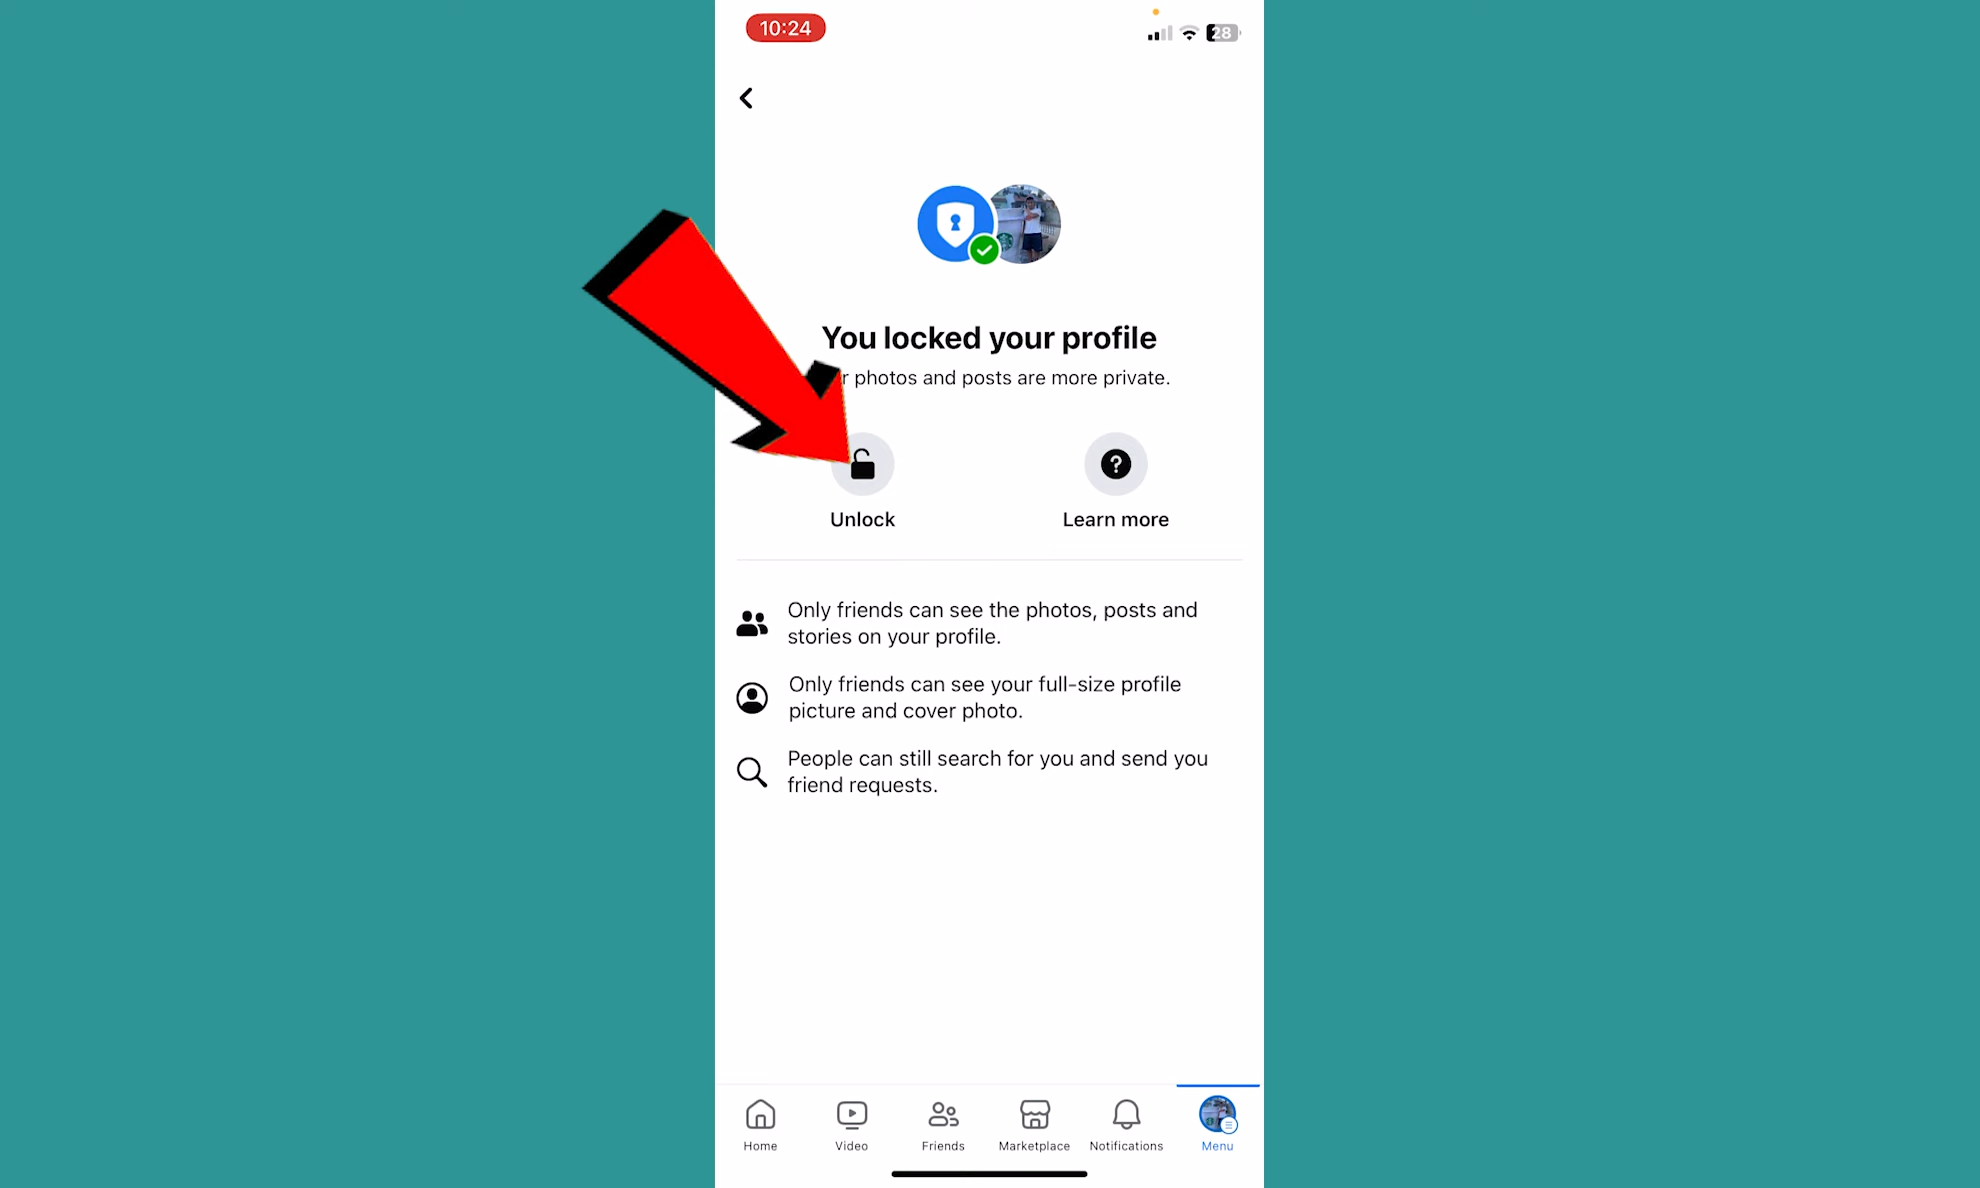 10:24
28
You locked your profile
photos and posts are more private.
Unlock
Learn more
Only friends can see the photos, posts and
stories on your profile.
Only friends can see your full-size profile
picture and cover photo.
People can still search for you and send you
friend requests.
Home
Video
Friends
Marketplace
Notifications
Menu